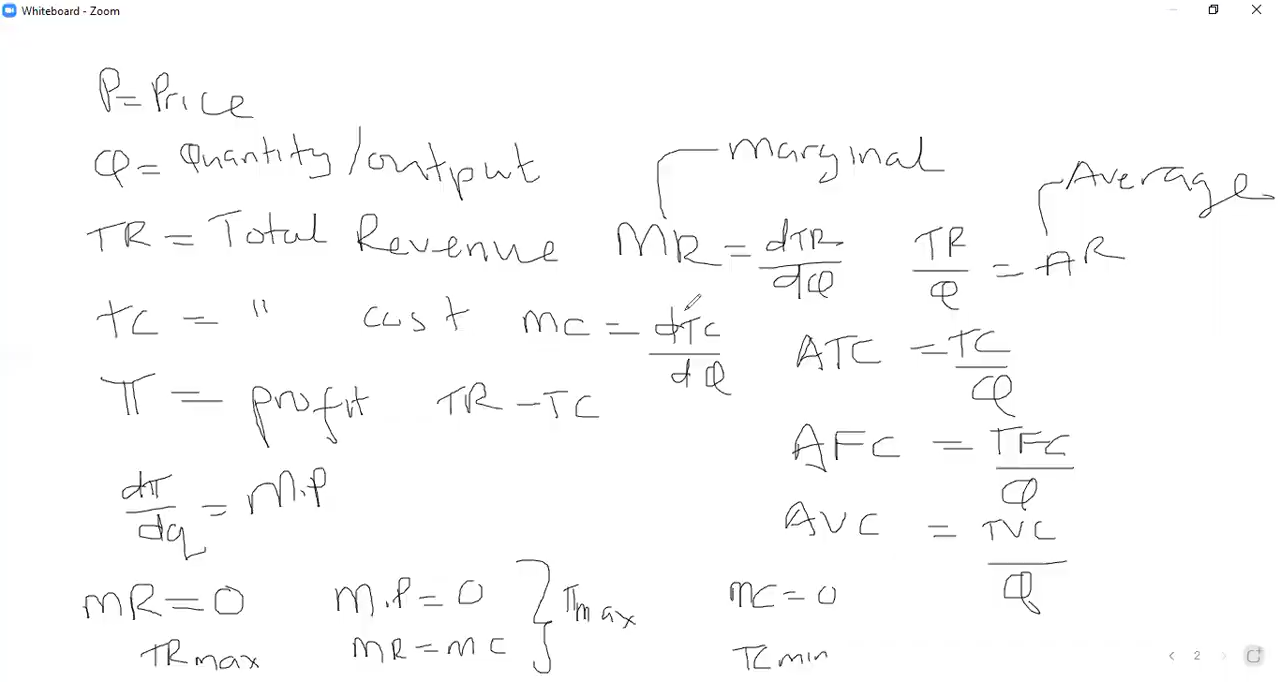 Whiteboard - Zoom
P = Price
Q = Quantity/output
marginal
Average
TR = Total Revenue MR = dTR/dQ TR/Q = AR
TC = " cost MC = dTC/dQ ATC = TC/Q
π = profit TR - TC
AFC = TFC/Q
dπ/dq = M.P
AVC = TVC/Q
MR = 0 M.P = 0 } πmax MC = 0
TRmax MR = MC TCmin
2